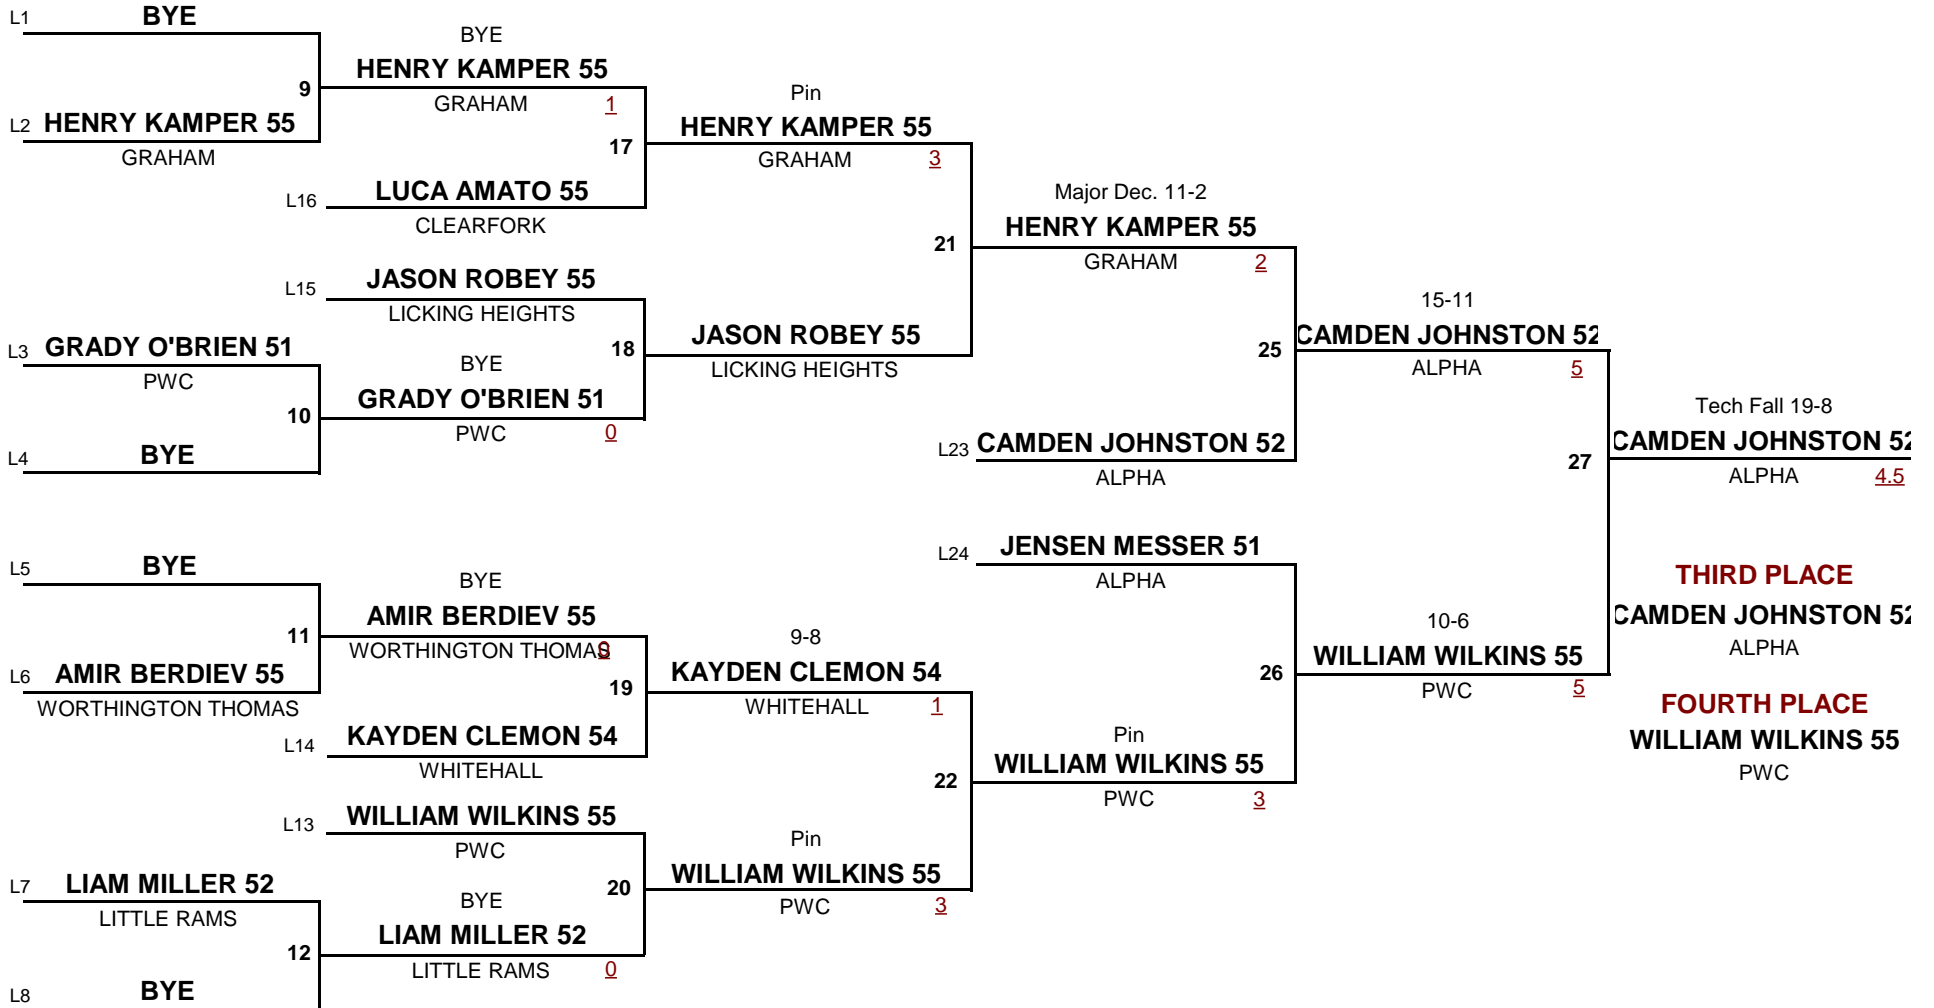 L1 BYE
BYE
HENRY KAMPER 55
9
GRAHAM 1
L2 HENRY KAMPER 55
GRAHAM
Pin
HENRY KAMPER 55
17
GRAHAM 3
L16 LUCA AMATO 55
CLEARFORK
Major Dec. 11-2
HENRY KAMPER 55
21
GRAHAM 2
L15 JASON ROBEY 55
LICKING HEIGHTS
JASON ROBEY 55
18
LICKING HEIGHTS
L3 GRADY O'BRIEN 51
PWC
BYE
GRADY O'BRIEN 51
10
PWC 0
L4 BYE
15-11
CAMDEN JOHNSTON 52
25
ALPHA 5
L23 CAMDEN JOHNSTON 52
ALPHA
Tech Fall 19-8
CAMDEN JOHNSTON 52
27
ALPHA 4.5
L5 BYE
BYE
AMIR BERDIEV 55
11
WORTHINGTON THOMAS 0
L6 AMIR BERDIEV 55
WORTHINGTON THOMAS
9-8
KAYDEN CLEMON 54
19
WHITEHALL 1
L14 KAYDEN CLEMON 54
WHITEHALL
L24 JENSEN MESSER 51
ALPHA
10-6
WILLIAM WILKINS 55
26
PWC 5
Pin
WILLIAM WILKINS 55
22
PWC 3
L13 WILLIAM WILKINS 55
PWC
Pin
WILLIAM WILKINS 55
20
PWC 3
L7 LIAM MILLER 52
LITTLE RAMS
BYE
LIAM MILLER 52
12
LITTLE RAMS 0
L8 BYE
THIRD PLACE
CAMDEN JOHNSTON 52
ALPHA
FOURTH PLACE
WILLIAM WILKINS 55
PWC